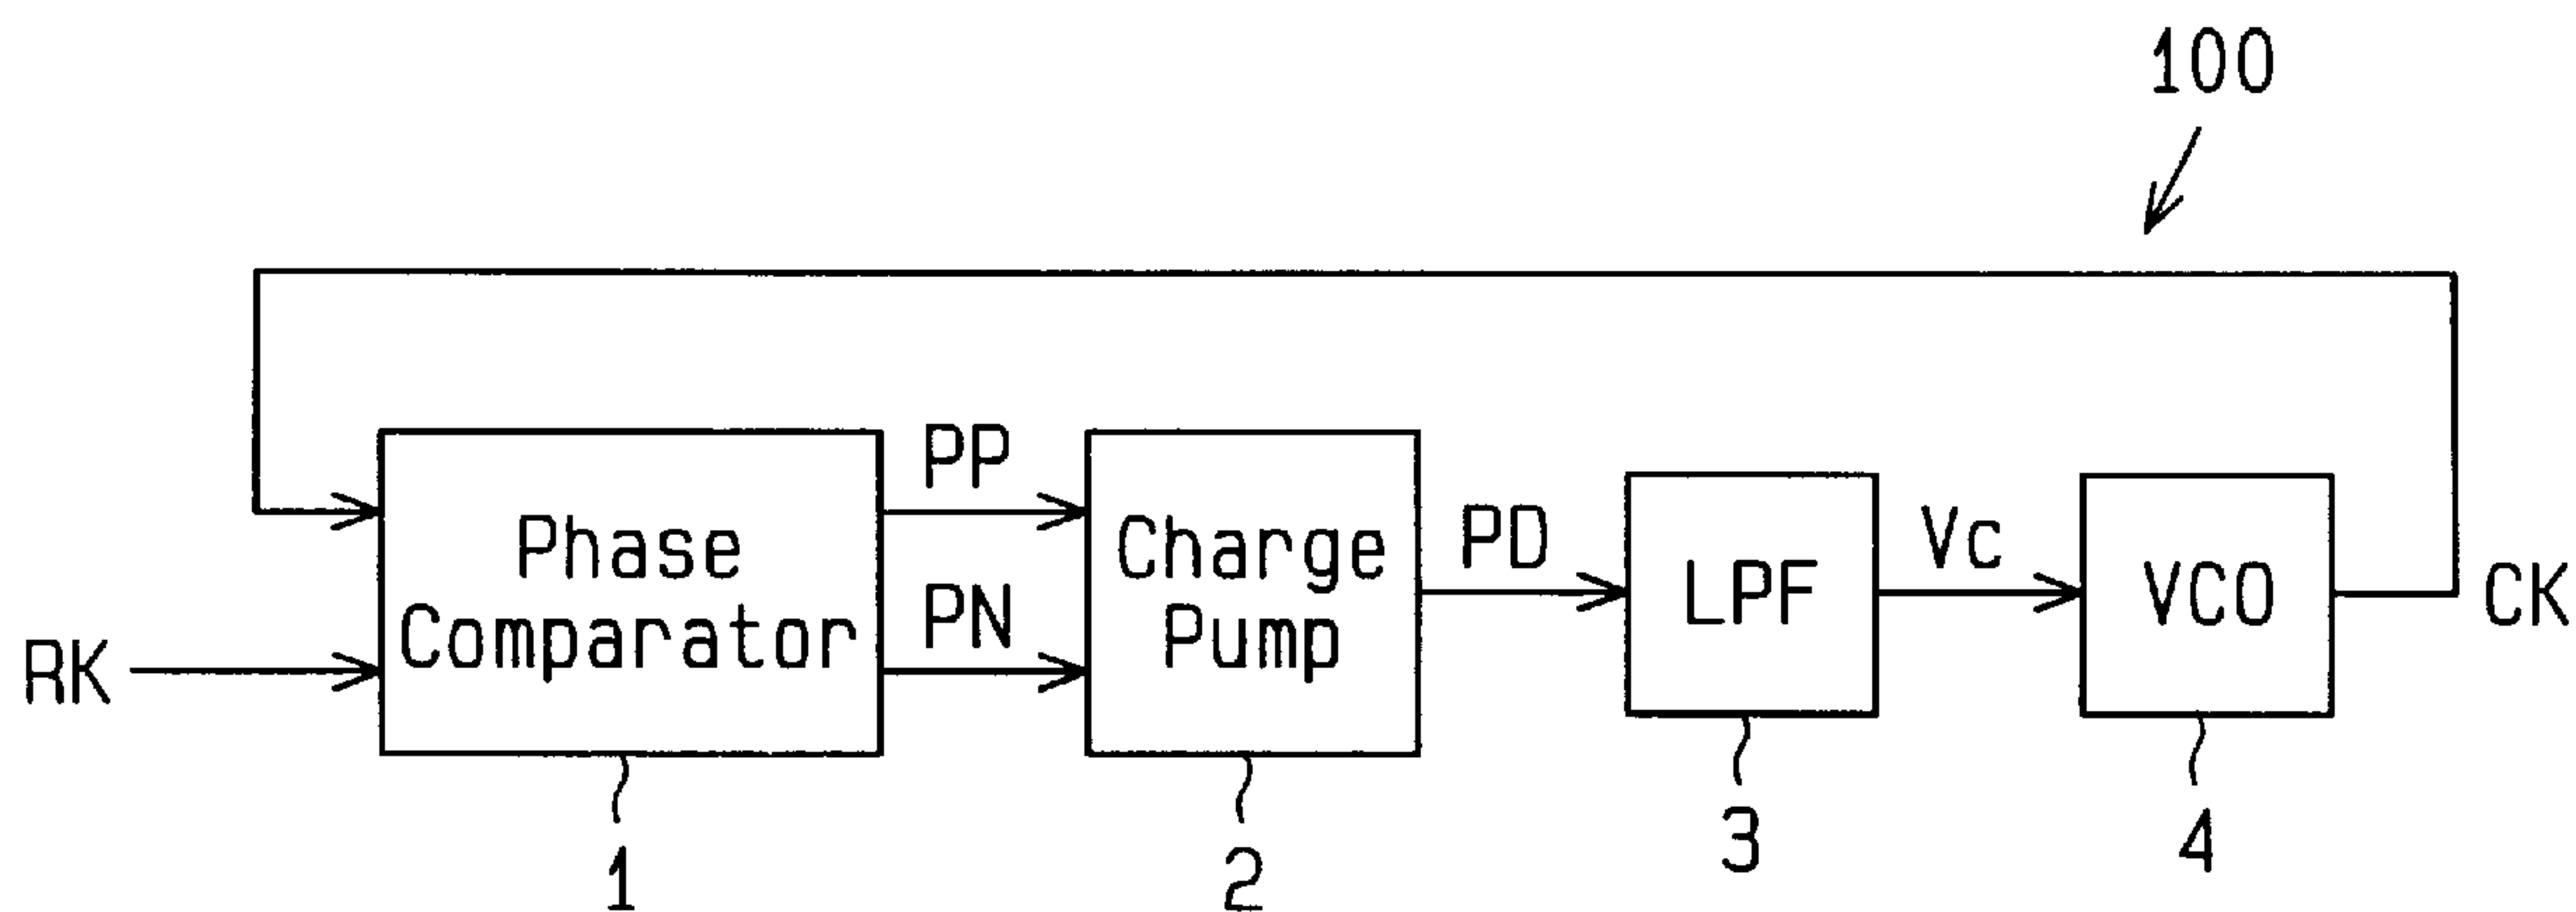 100
PP
PN
Phase
Comparator
Charge
Pump
PD
LPF
Vc
VCO
CK
RK
1
2
3
4